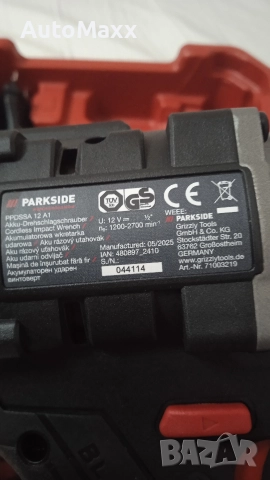 AutoMaxx
PARKSIDE
PPDSSA 12 A1
Akku-Drehschlagschrauber
Cordless Impact Wrench
Akumulatorowa wkrętarka
udarowa
Aku rázový uťahovák
Aku rázový utahovák
Aku udarni odvijač
Mașină de înșurubat fără fir
Акумулаторен ударен
винтоверт
TÜV
GS
CE
U: 12 V ⎓ ½"
n₀: 1200-2700 min⁻¹
Manufactured: 05/2025
IAN: 480897_2410
S./N.:
044114
WEEE:
PARKSIDE
Grizzly Tools
GmbH & Co. KG
Stockstädter Str. 20
63762 Großostheim
GERMANY
www.grizzlytools.de
Art.-Nr. 71003219
BAZAR